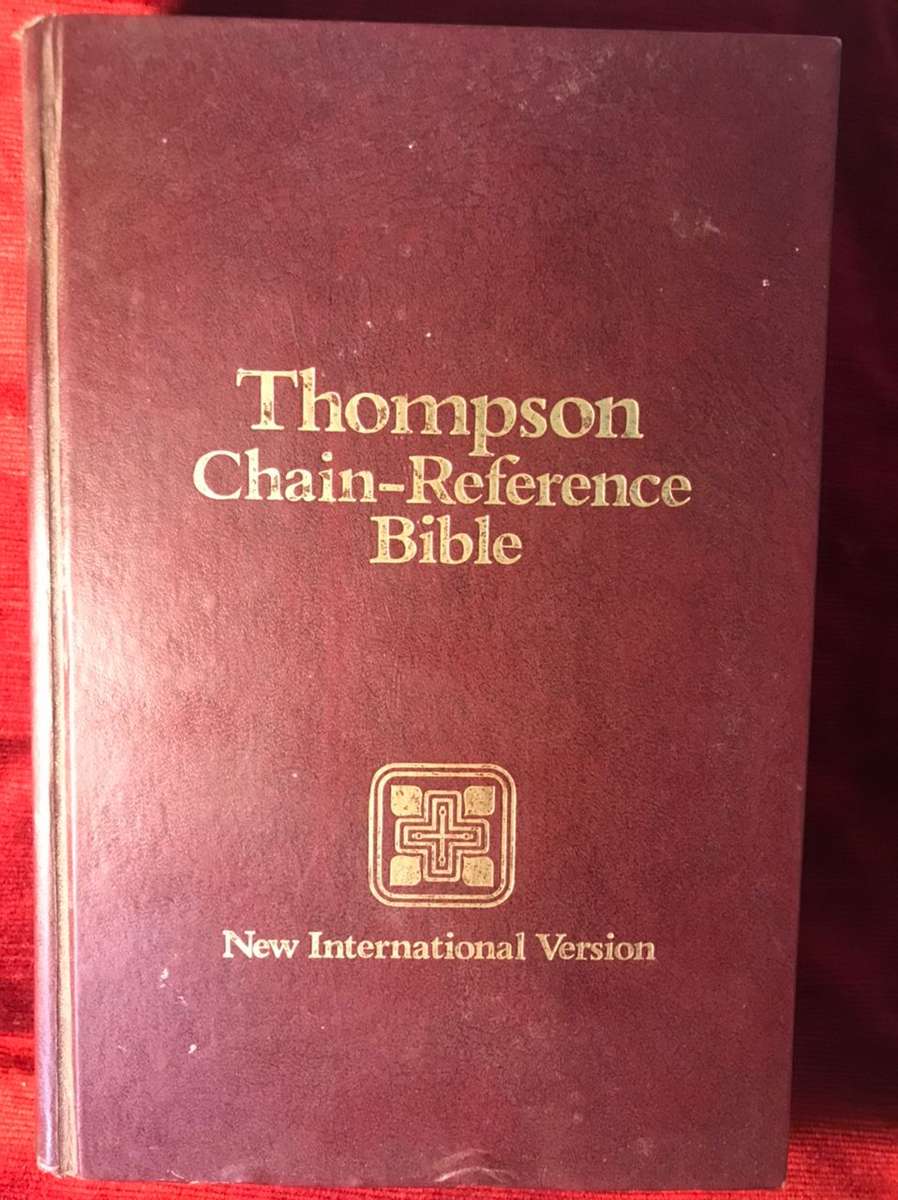 Thompson
Chain-Reference
Bible
New International Version